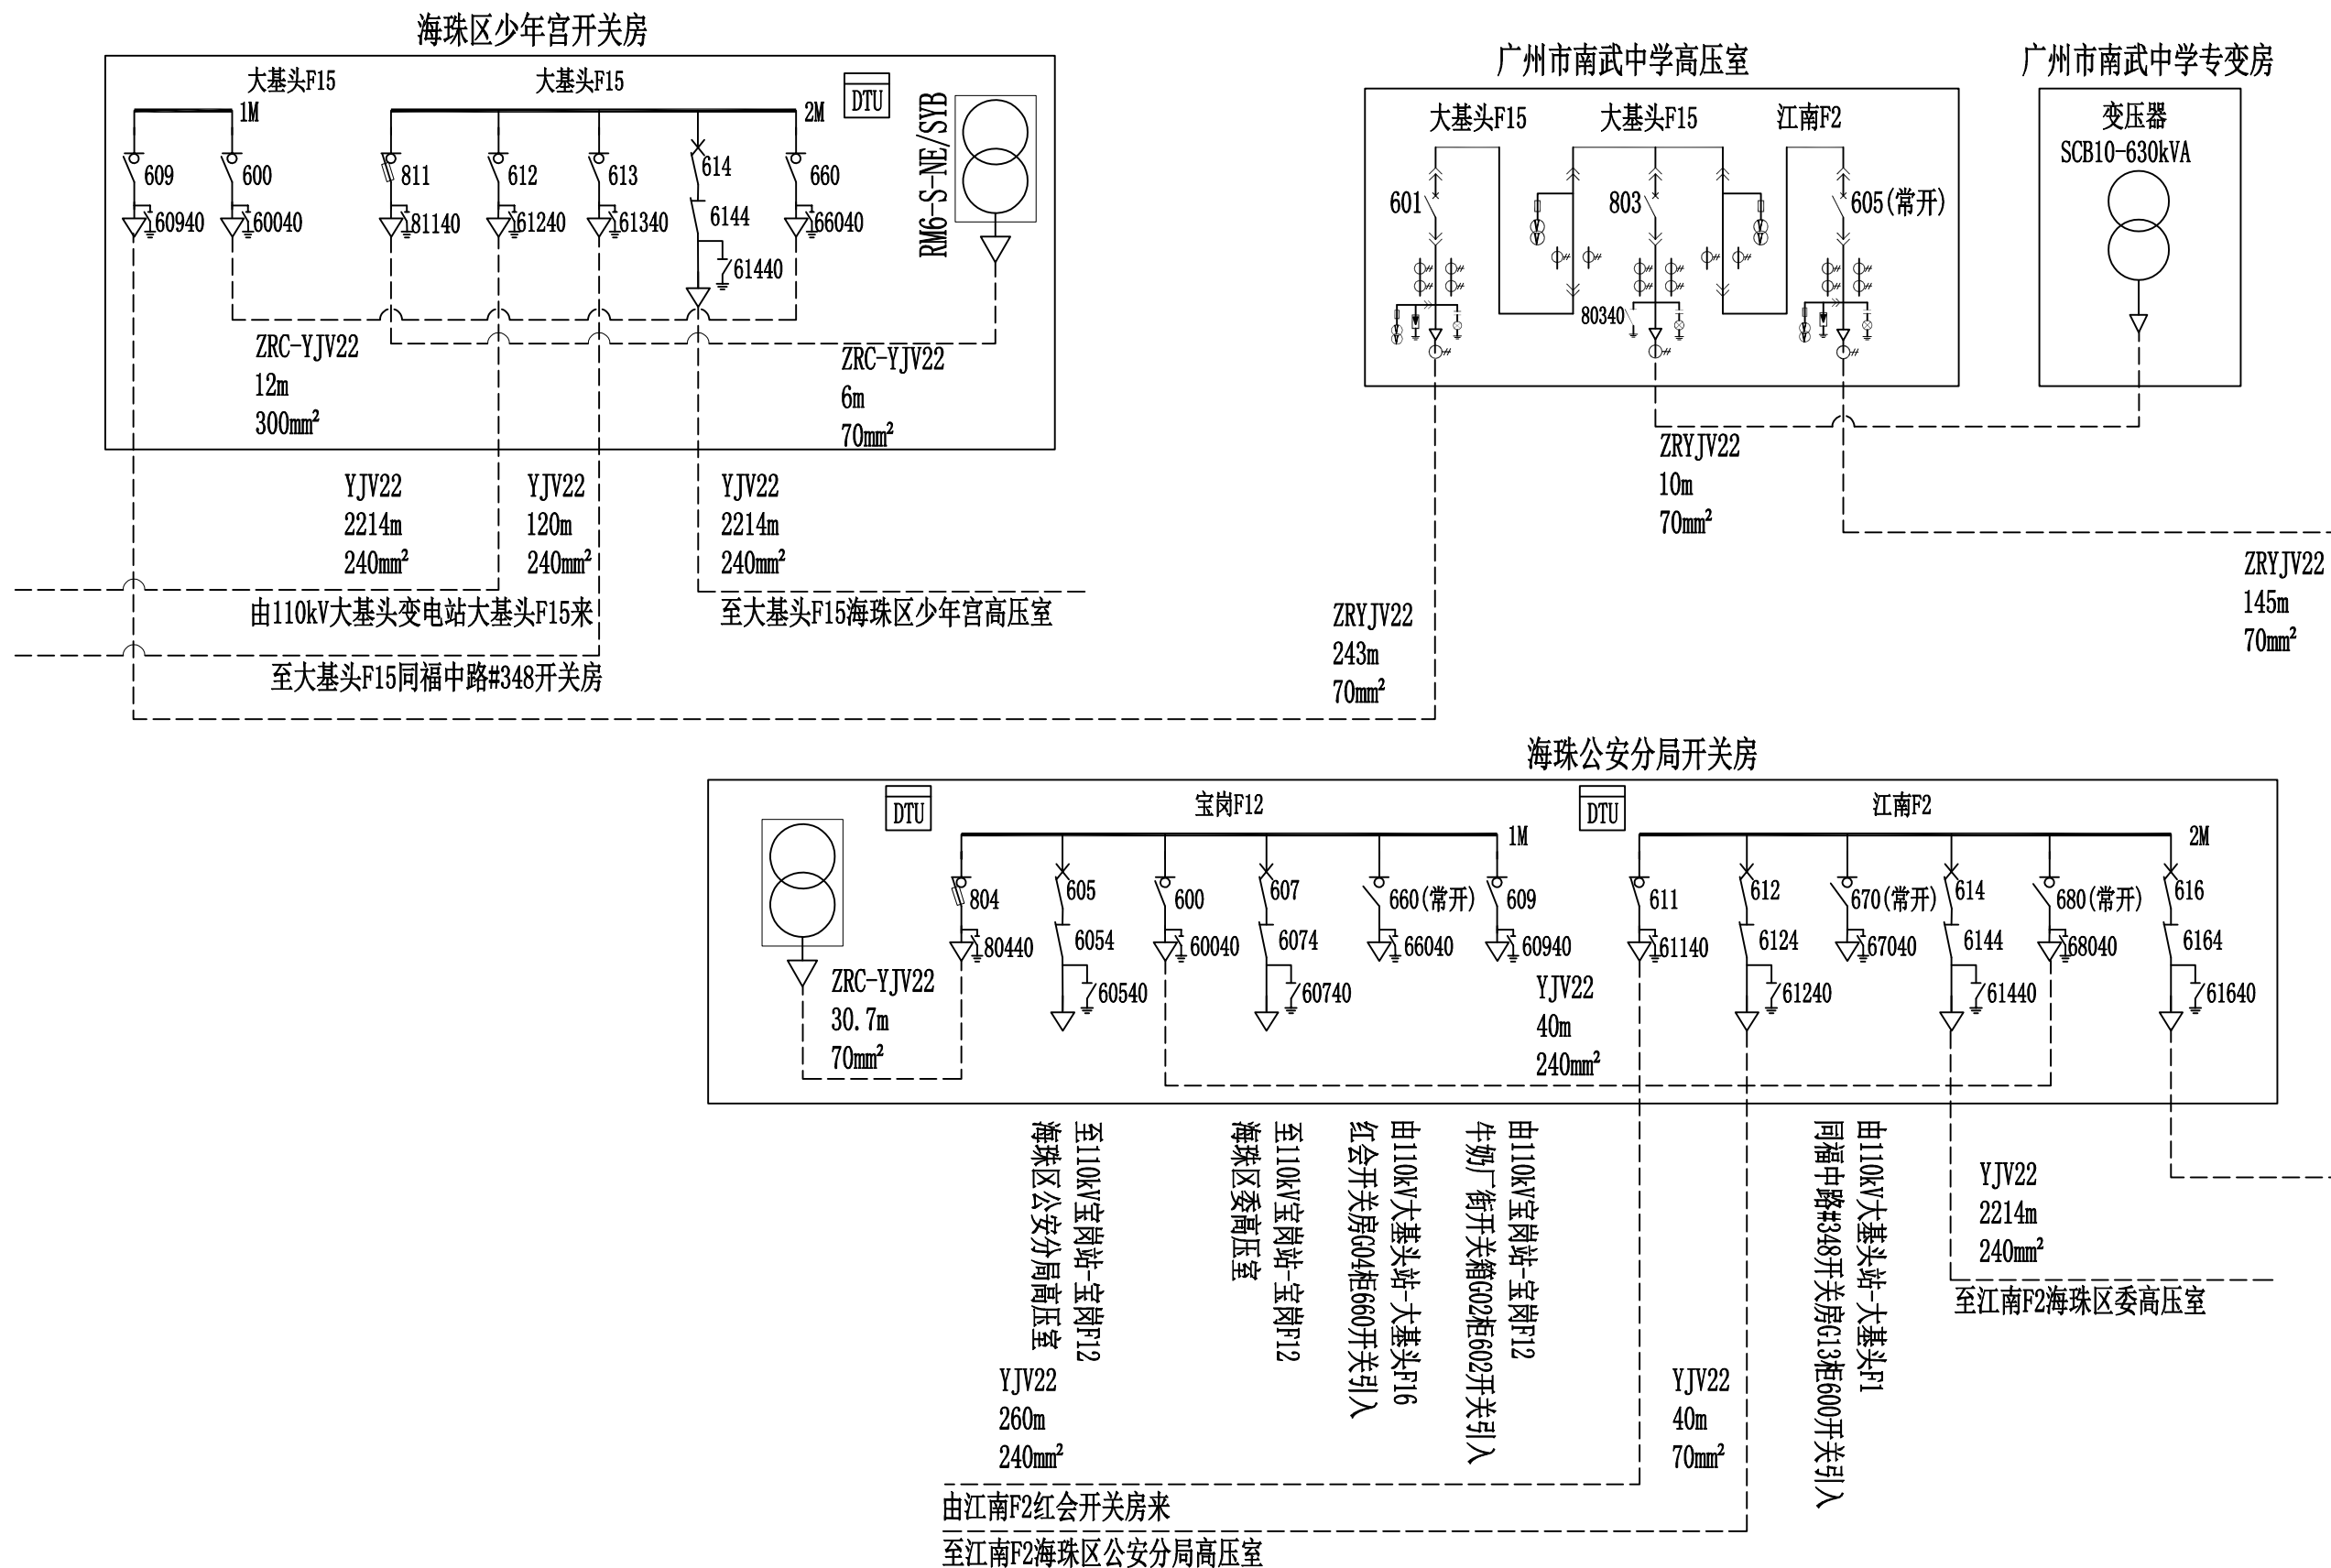 海珠区少年宫开关房
大基头F15
大基头F15
DTU
1M
2M
RM6-S-NE/SYB
609
600
811
612
613
614
660
60940
60040
81140
61240
61340
6144
66040
61440
ZRC-YJV22
12m
300mm²
ZRC-YJV22
6m
70mm²
YJV22
2214m
240mm²
YJV22
120m
240mm²
YJV22
2214m
240mm²
由110kV大基头变电站大基头F15来
至大基头F15海珠区少年宫高压室
至大基头F15同福中路#348开关房
广州市南武中学高压室
大基头F15
大基头F15
江南F2
601
803
605(常开)
80340
广州市南武中学专变房
变压器
SCB10-630kVA
ZRYJV22
10m
70mm²
ZRYJV22
145m
70mm²
ZRYJV22
243m
70mm²
海珠公安分局开关房
DTU
宝岗F12
DTU
江南F2
1M
2M
804
605
600
607
660(常开)
609
611
612
670(常开)
614
680(常开)
616
80440
6054
60040
6074
66040
60940
61140
6124
67040
6144
68040
6164
60540
60740
61240
61440
61640
ZRC-YJV22
30.7m
70mm²
YJV22
40m
240mm²
至110kV宝岗站-宝岗F12
海珠区公安分局高压室
至110kV宝岗站-宝岗F12
海珠区委高压室
由110kV大基头站-大基头F16
红会开关房G04柜660开关引入
由110kV宝岗站-宝岗F12
牛奶厂街开关箱G02柜602开关引入
由110kV大基头站-大基头F1
同福中路#348开关房G13柜600开关引入
YJV22
2214m
240mm²
至江南F2海珠区委高压室
YJV22
260m
240mm²
YJV22
40m
70mm²
由江南F2红会开关房来
至江南F2海珠区公安分局高压室